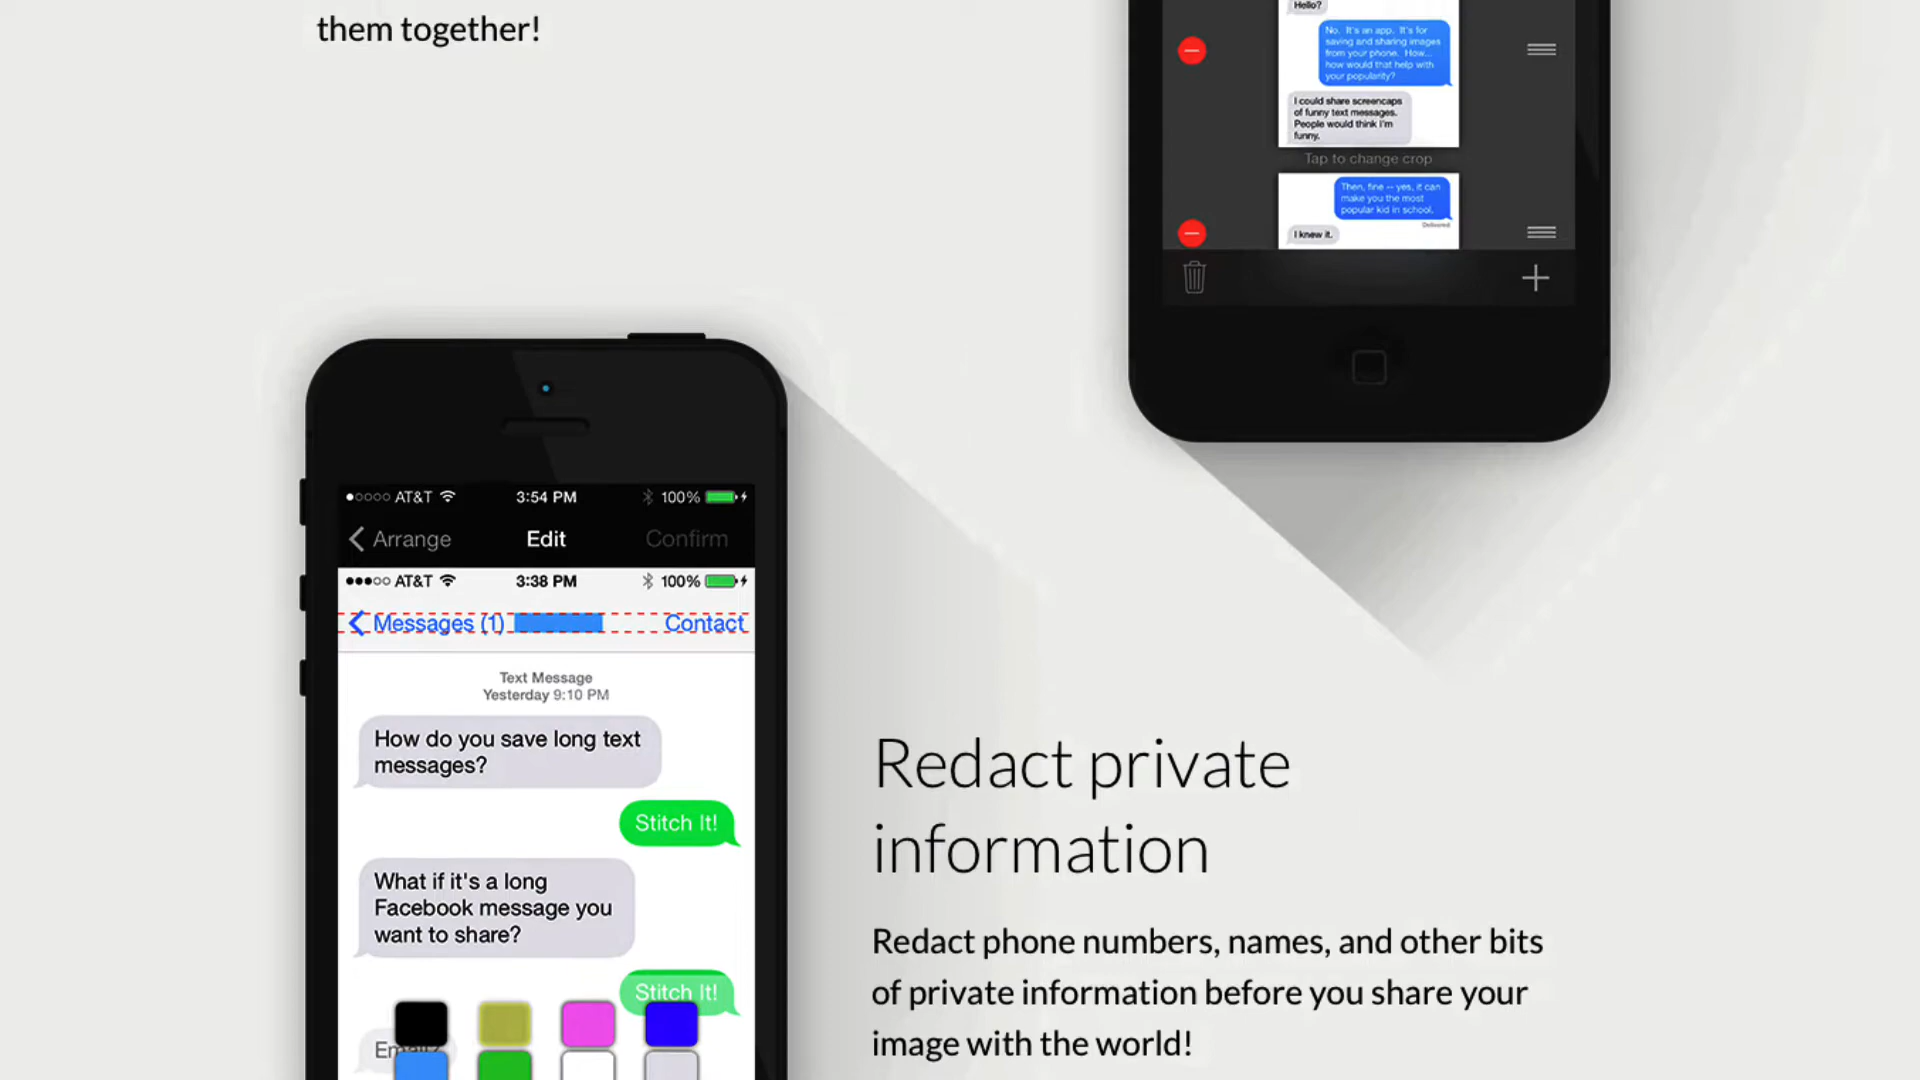 them together!
Hello?
No. It's an app. It's for
saving and sharing images
from your phone. How...
how would that help with
your popularity?
I could share screencaps
of funny text messages.
People would think I'm
funny.
Tap to change crop
Then, fine -- yes, it can
make you the most
popular kid in school.
Delivered
I knew it.
AT&T 3:54 PM 100%
Arrange Edit Confirm
AT&T 3:38 PM 100%
Messages (1) Contact
Text Message
Yesterday 9:10 PM
How do you save long text
messages?
Stitch It!
What if it's a long
Facebook message you
want to share?
Stitch It!
Redact private
information
Redact phone numbers, names, and other bits
of private information before you share your
image with the world!